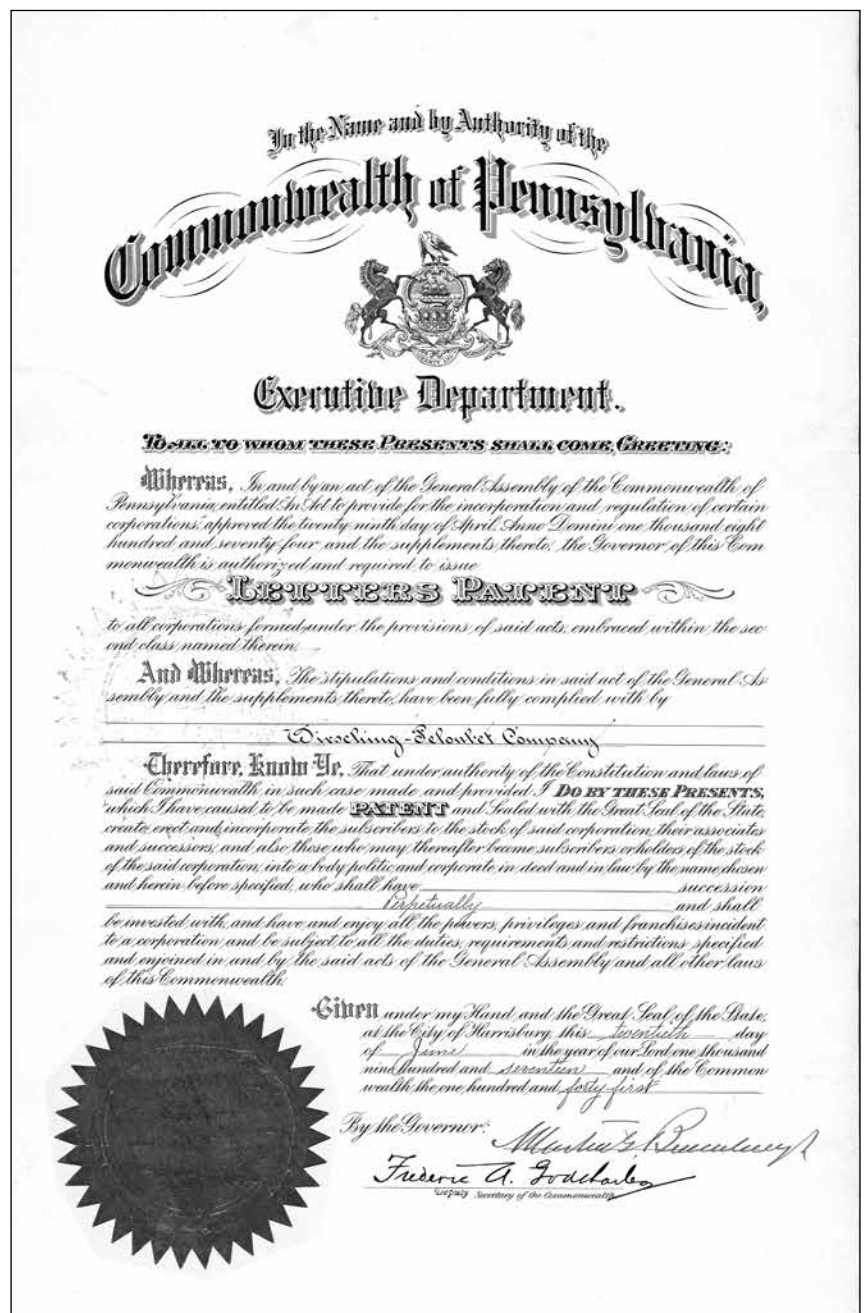 In the Name and by Authority of the
Commonwealth of Pennsylvania,
Executive Department.
TO ALL TO WHOM THESE PRESENTS SHALL COME, GREETING:
Whereas, In and by an act of the General Assembly of the Commonwealth of
Pennsylvania, entitled An Act to provide for the incorporation and regulation of certain
corporations, approved the twenty ninth day of April, Anno Domini one thousand eight
hundred and seventy four and the supplements thereto, the Governor of this Com
monwealth is authorized and required to issue
LETTERS PATENT
to all corporations formed under the provisions of said acts, embraced within the sec
ond class named therein.
And Whereas, The stipulations and conditions in said act of the General As
sembly and the supplements thereto, have been fully complied with by
Wirsching-Peloubet Company
Therefore, Know Ye, That under authority of the Constitution and laws of
said Commonwealth in such case made and provided I DO BY THESE PRESENTS,
which I have caused to be made PATENT and Sealed with the Great Seal of the State,
create, erect and incorporate the subscribers to the stock of said corporation, their associates
and successors, and also those who may thereafter become subscribers or holders of the stock
of the said corporation, into a body politic and corporate in deed and in law by the name chosen
and herein before specified, who shall have succession
Perpetually and shall
be invested with, and have and enjoy all the powers, privileges and franchises incident
to a corporation and be subject to all the duties, requirements and restrictions specified
and enjoined in and by the said acts of the General Assembly and all other laws
of this Commonwealth.
Given under my Hand and the Great Seal of the State,
at the City of Harrisburg, this twentieth day
of June in the year of our Lord one thousand
nine hundred and seventeen and of the Common
wealth the one hundred and forty first
By the Governor:
Martin G. Brumbaugh
Frederic A. Godcharles
Deputy Secretary of the Commonwealth